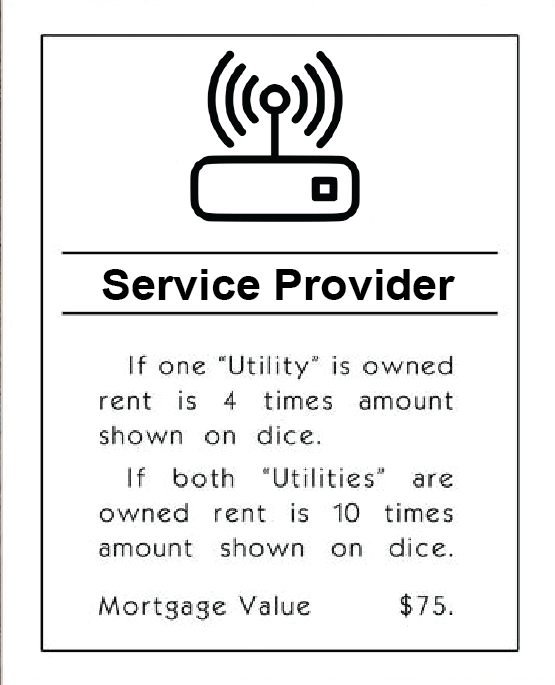 Service Provider
If one “Utility” is owned
rent is 4 times amount
shown on dice.
If both “Utilities” are
owned rent is 10 times
amount shown on dice.
Mortgage Value $75.